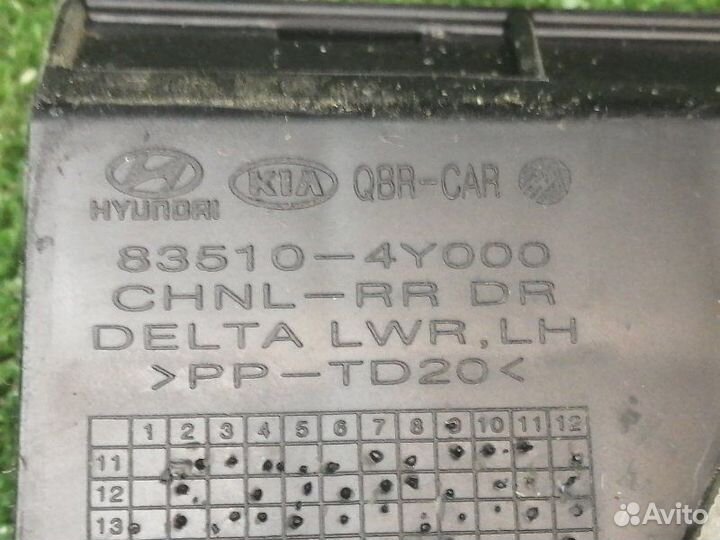 HYUNDAI KIA QBR-CAR
83510-4Y000
CHNL-RR DR
DELTA LWR,LH
>PP-TD20<
1 2 3 4 5 6 7 8 9 10 11 12
11
12
13
Avito